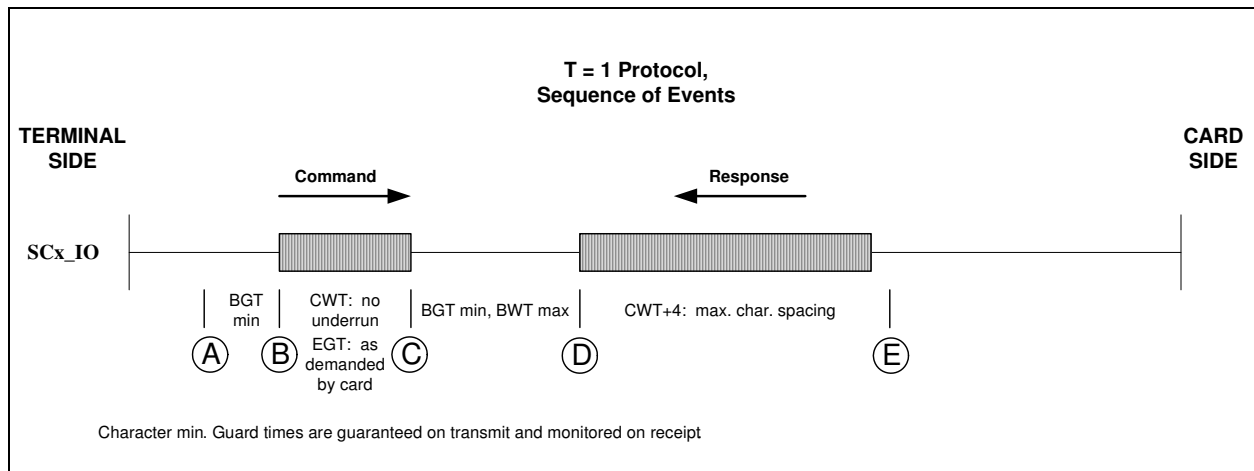 T = 1 Protocol,
Sequence of Events
TERMINAL
SIDE
CARD
SIDE
Command
Response
SCx_IO
BGT
min
CWT: no
underrun
EGT: as
demanded
by card
BGT min, BWT max
CWT+4: max. char. spacing
A
B
C
D
E
Character min. Guard times are guaranteed on transmit and monitored on receipt